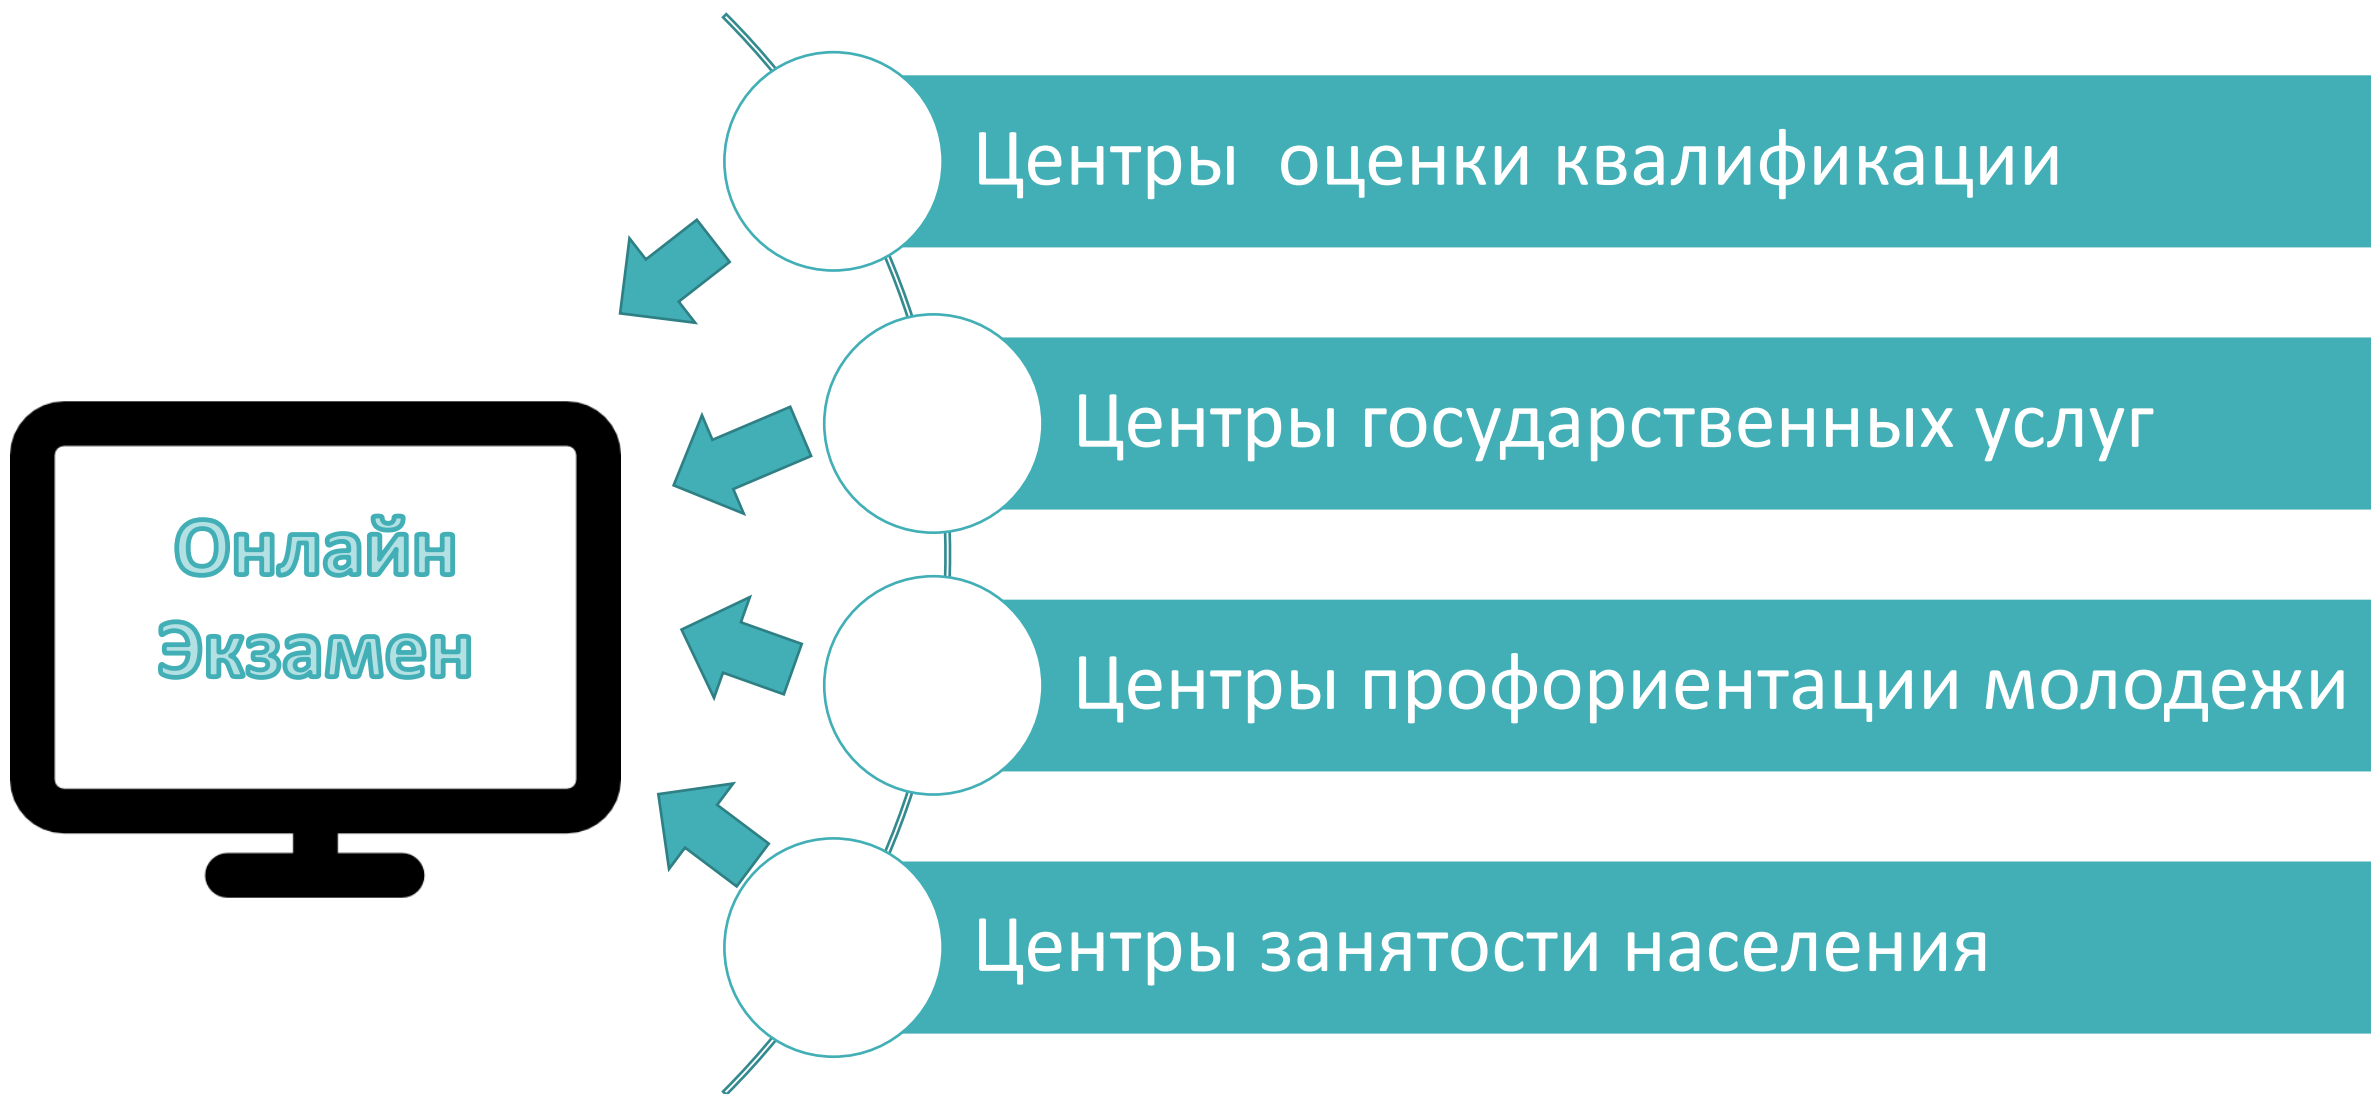 Центры  оценки квалификации
Центры государственных услуг
Онлайн
Экзамен
Центры профориентации молодежи
Центры занятости населения